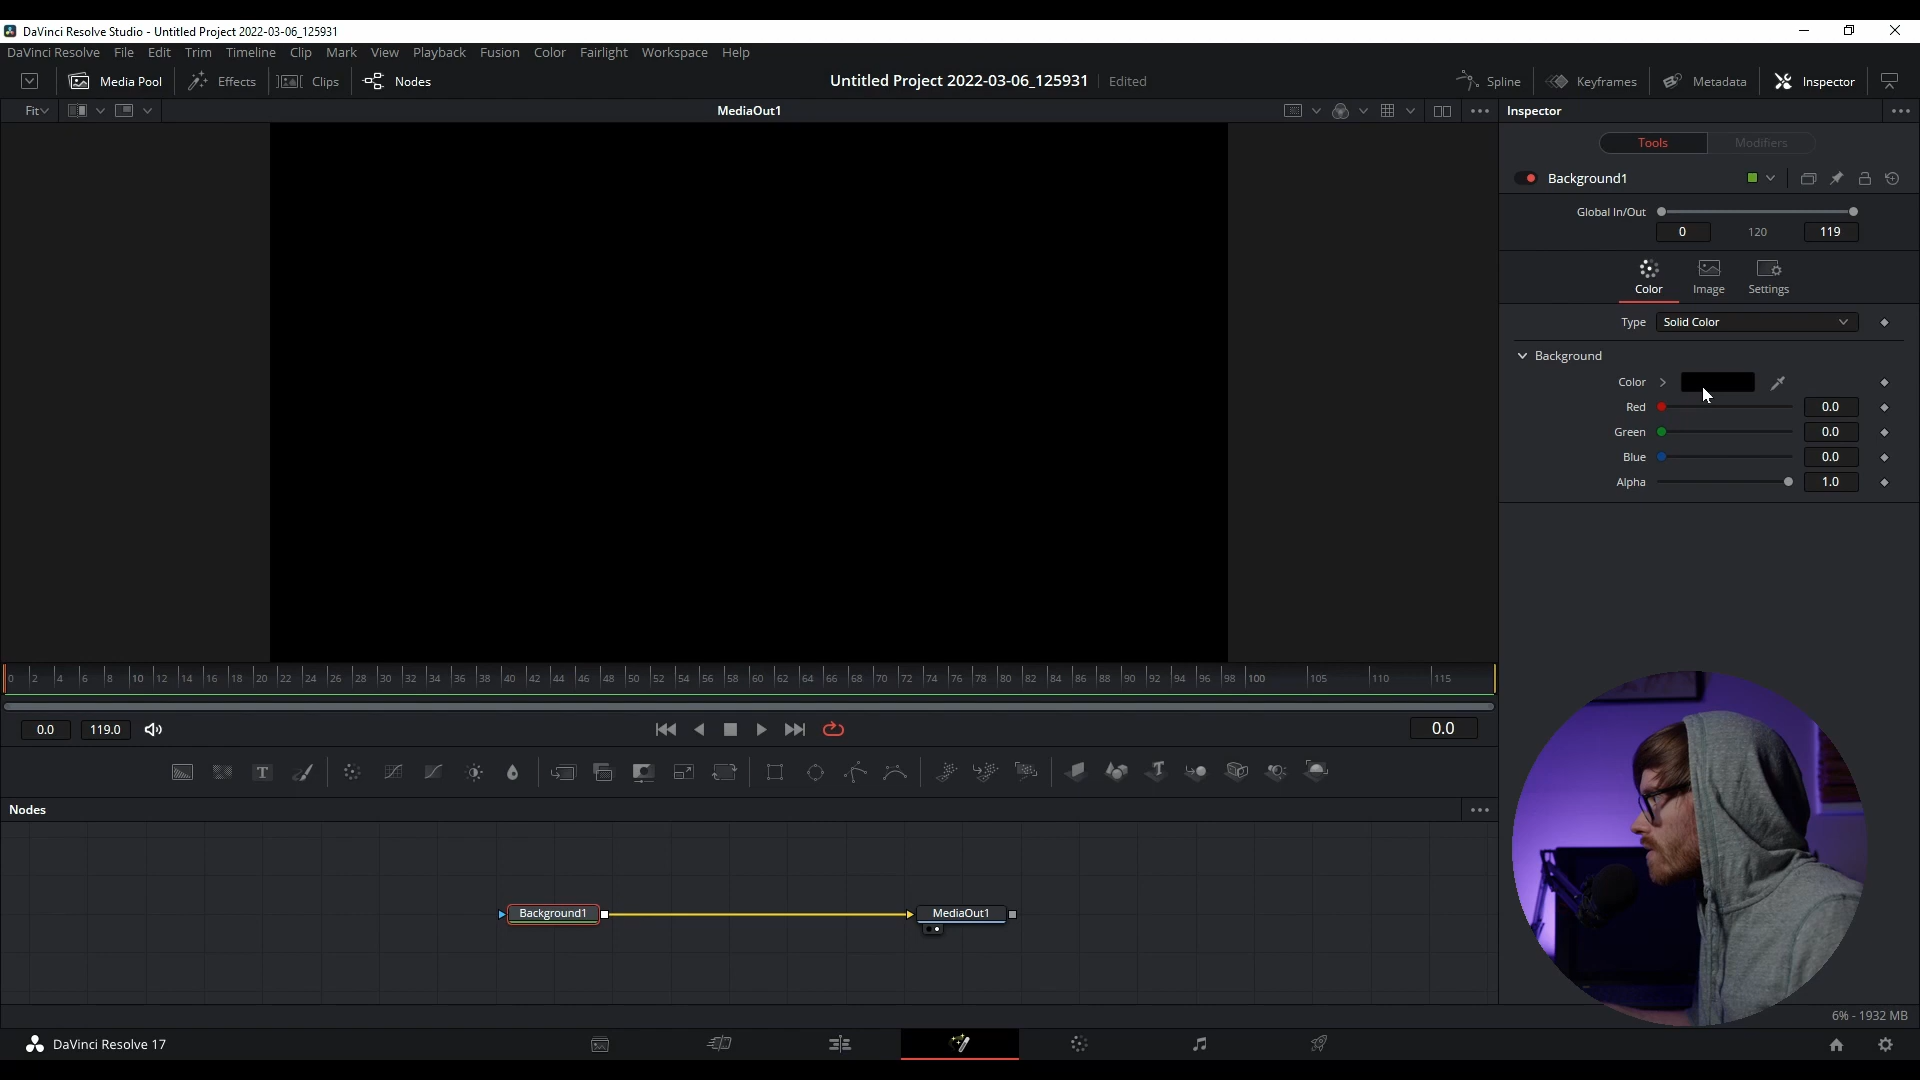 DaVinci Resolve Studio - Untitled Project 2022-03-06_125931
DaVinci Resolve File Edit Trim Timeline Clip Mark View Playback Fusion Color Fairlight Workspace Help
Media Pool Effects Clips Nodes Untitled Project 2022-03-06_125931 Edited Spline Keyframes Metadata Inspector
Fit MediaOut1 Inspector
Tools Modifiers
Background1
Global In/Out
0 120 119
Color Image Settings
Type Solid Color
Background
Color
Red 0.0
Green 0.0
Blue 0.0
Alpha 1.0
0 2 4 6 8 10 12 14 16 18 20 22 24 26 28 30 32 34 36 38 40 42 44 46 48 50 52 54 56 58 60 62 64 66 68 70 72 74 76 78 80 82 84 86 88 90 92 94 96 98 100 105 110 115
0.0 119.0 0.0
Nodes
Background1 MediaOut1
6% - 1932 MB
DaVinci Resolve 17